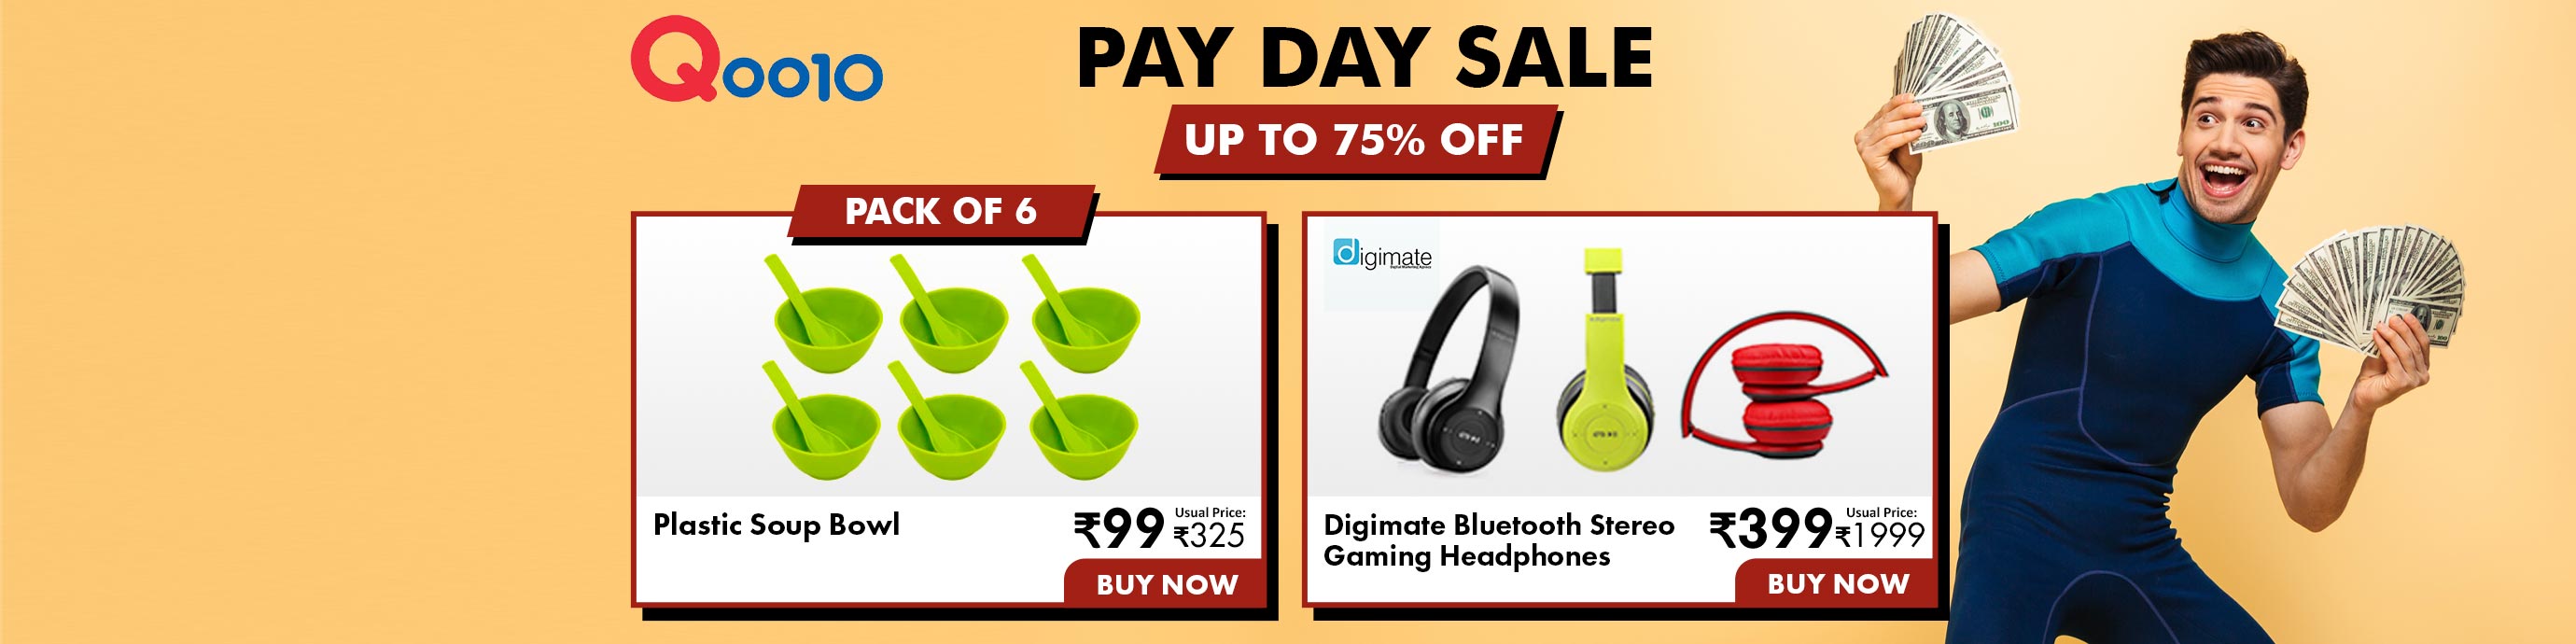 Qoo10
PAY DAY SALE
UP TO 75% OFF
PACK OF 6
Plastic Soup Bowl
₹99
Usual Price:
₹325
BUY NOW
digimate
Digimate Bluetooth Stereo
Gaming Headphones
₹399
Usual Price:
₹1999
BUY NOW